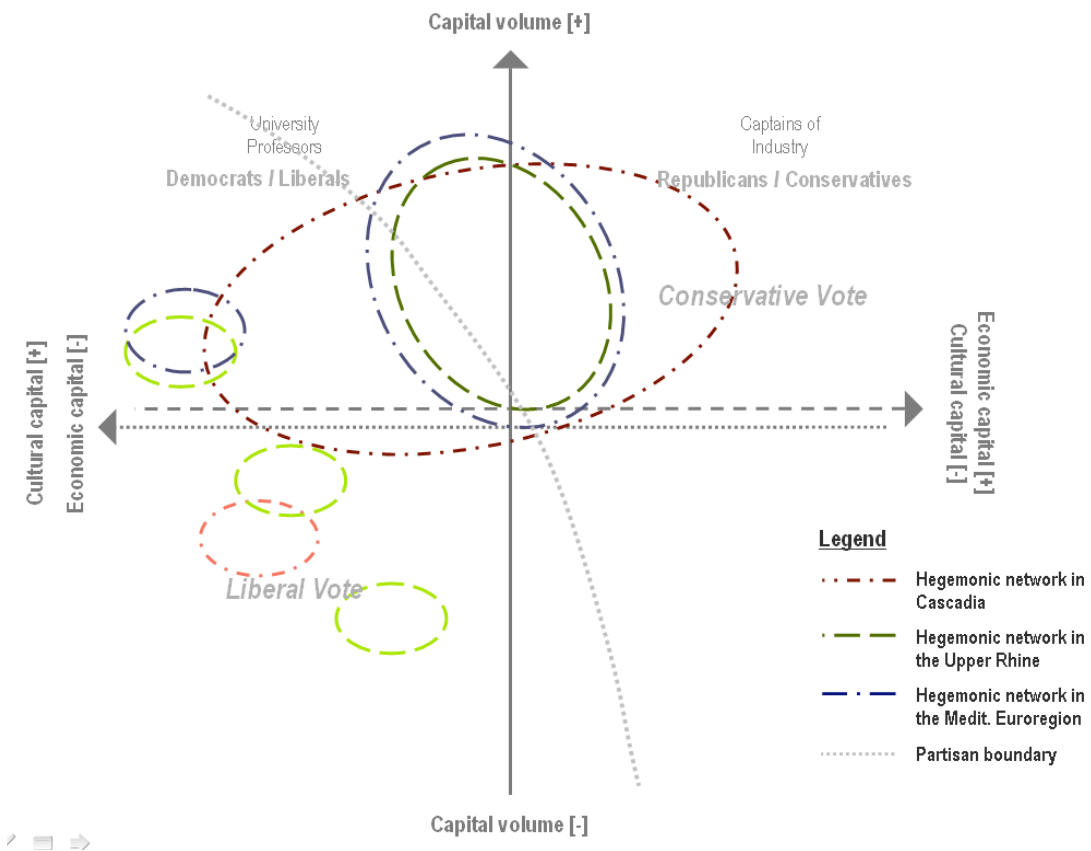 Capital volume [+]
University
Professors
Captains of
Industry
Democrats / Liberals
Republicans / Conservatives
Conservative Vote
Cultural capital [+]
Economic capital [-]
Economic capital [+]
Cultural capital [-]
Liberal Vote
Legend
Hegemonic network in
Cascadia
Hegemonic network in
the Upper Rhine
Hegemonic network in
the Medit. Euroregion
Partisan boundary
Capital volume [-]